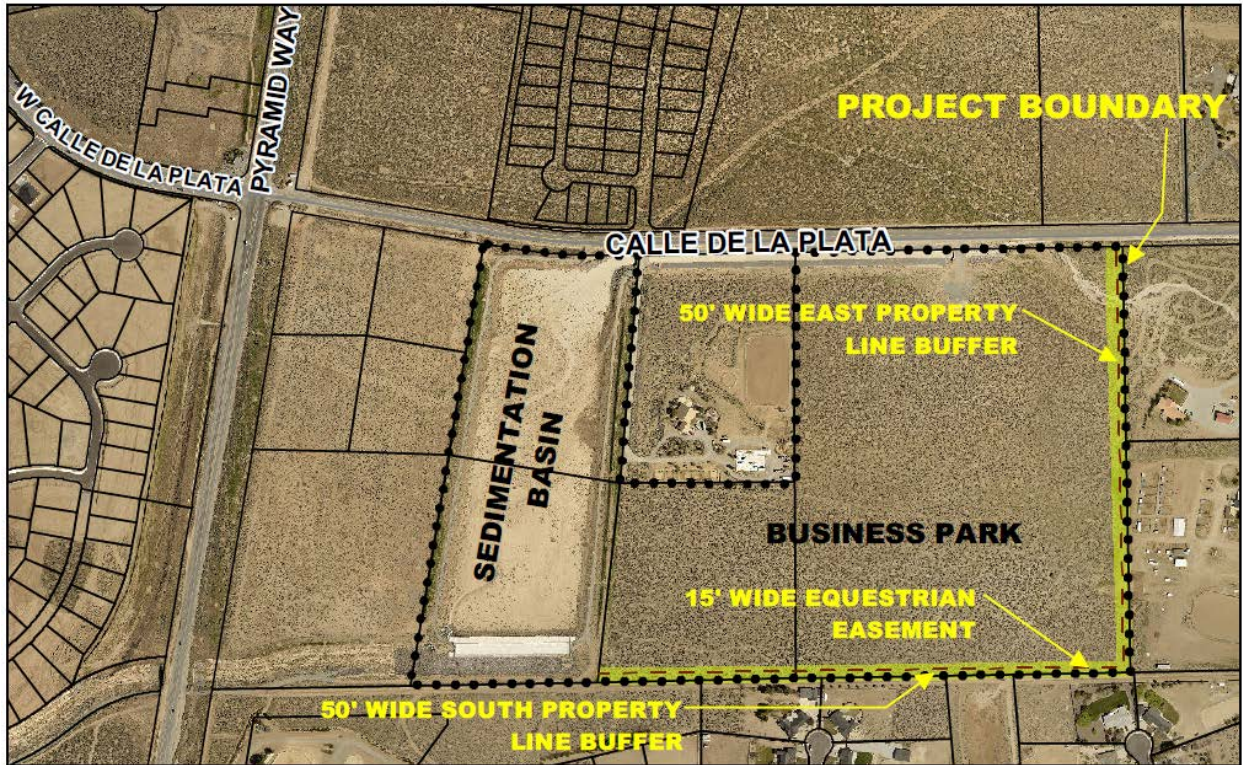 W CALLE DE LA PLATA
PYRAMID WAY
PROJECT BOUNDARY
CALLE DE LA PLATA
50' WIDE EAST PROPERTY
LINE BUFFER
SEDIMENTATION
BASIN
BUSINESS PARK
15' WIDE EQUESTRIAN
EASEMENT
50' WIDE SOUTH PROPERTY
LINE BUFFER